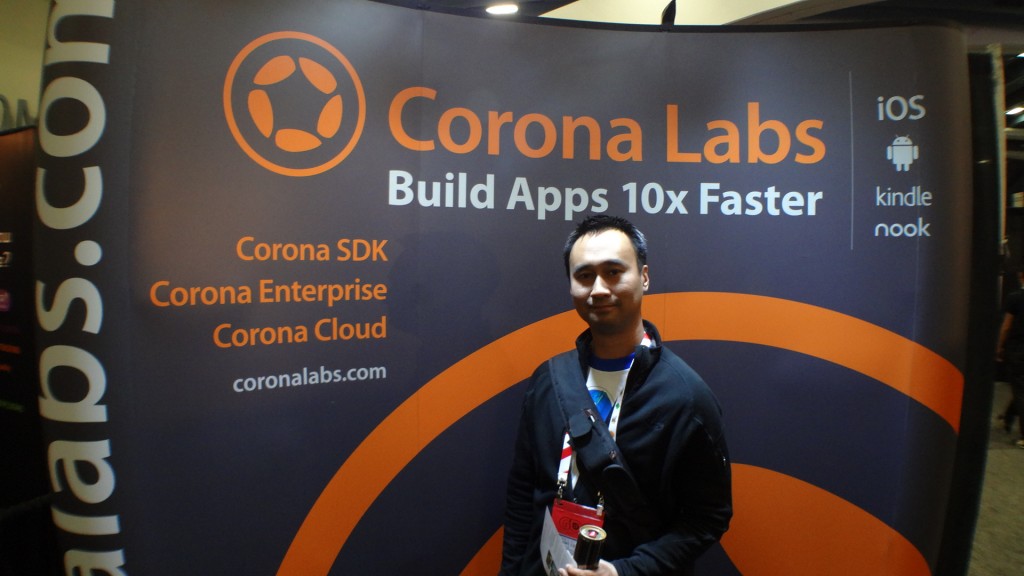 alabs.com
Corona Labs
Build Apps 10x Faster
iOS
kindle
nook
Corona SDK
Corona Enterprise
Corona Cloud
coronalabs.com